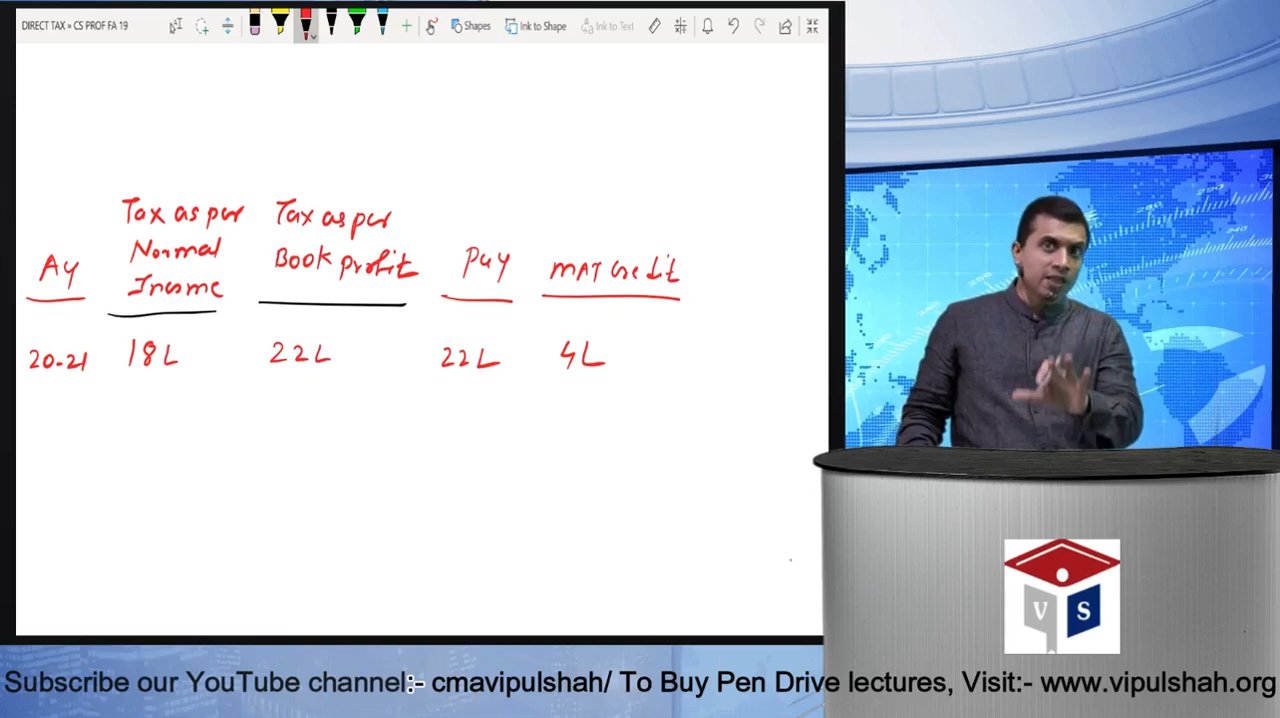 DIRECT TAX » CS PROF FA 19
Shapes
Ink to Shape
Ink to Text
Tax as per Tax as per
Normal Book profit
AY Income Pay MAT Credit
20-21 18L 22L 22L 4L
V S
Subscribe our YouTube channel:- cmavipulshah/ To Buy Pen Drive lectures, Visit:- www.vipulshah.org